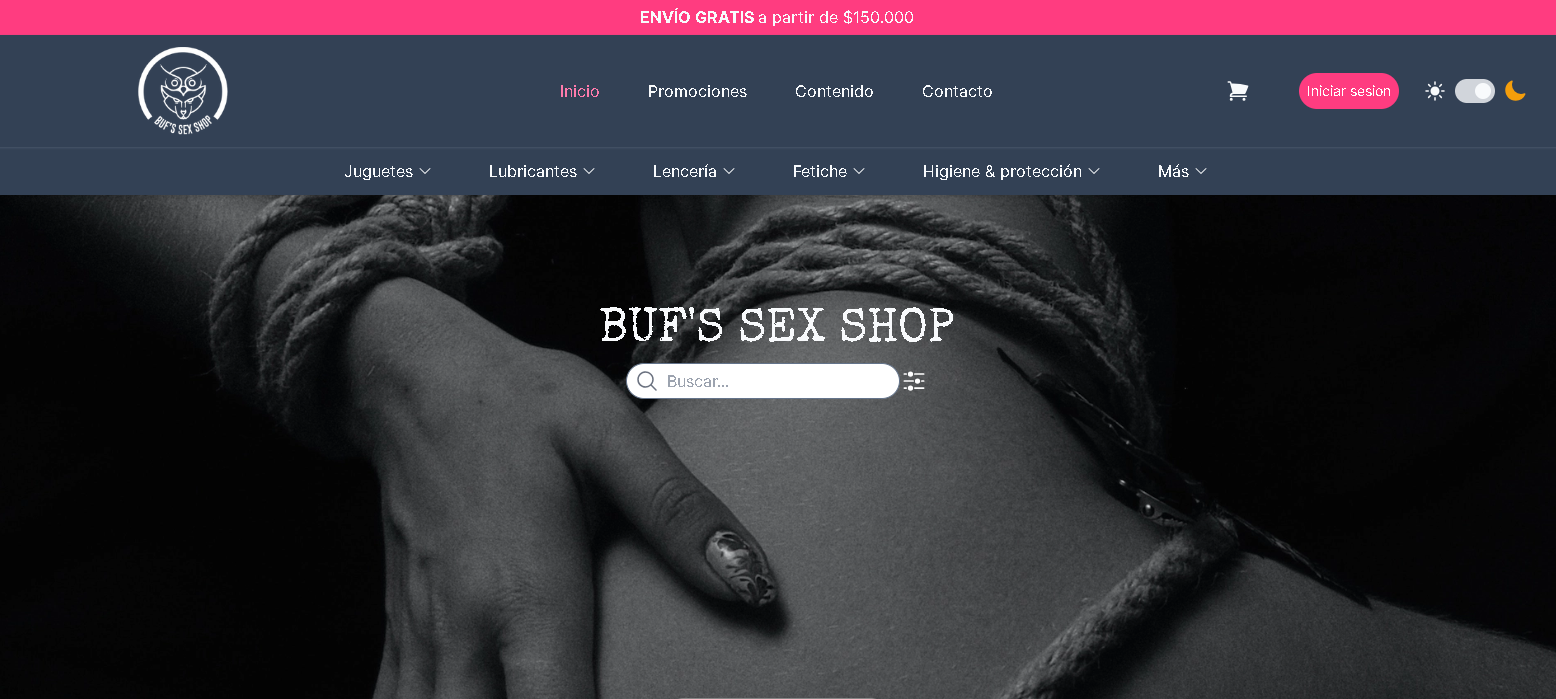 ENVÍO GRATIS a partir de $150.000
BUF'S SEX SHOP
Inicio Promociones Contenido Contacto Iniciar sesion
Juguetes Lubricantes Lencería Fetiche Higiene & protección Más
BUF'S SEX SHOP
Buscar...